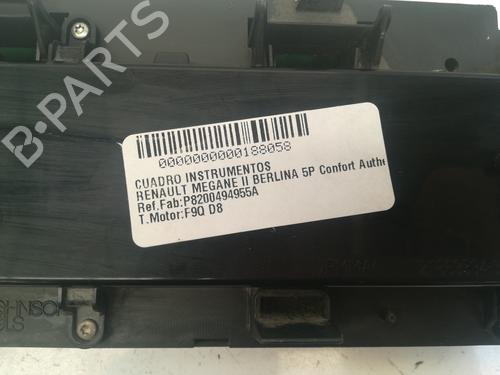 B-PARTS
0000000000188058
CUADRO INSTRUMENTOS
RENAULT MEGANE II BERLINA 5P Confort Authe
Ref.Fab:P8200494955A
T.Motor:F9Q D8